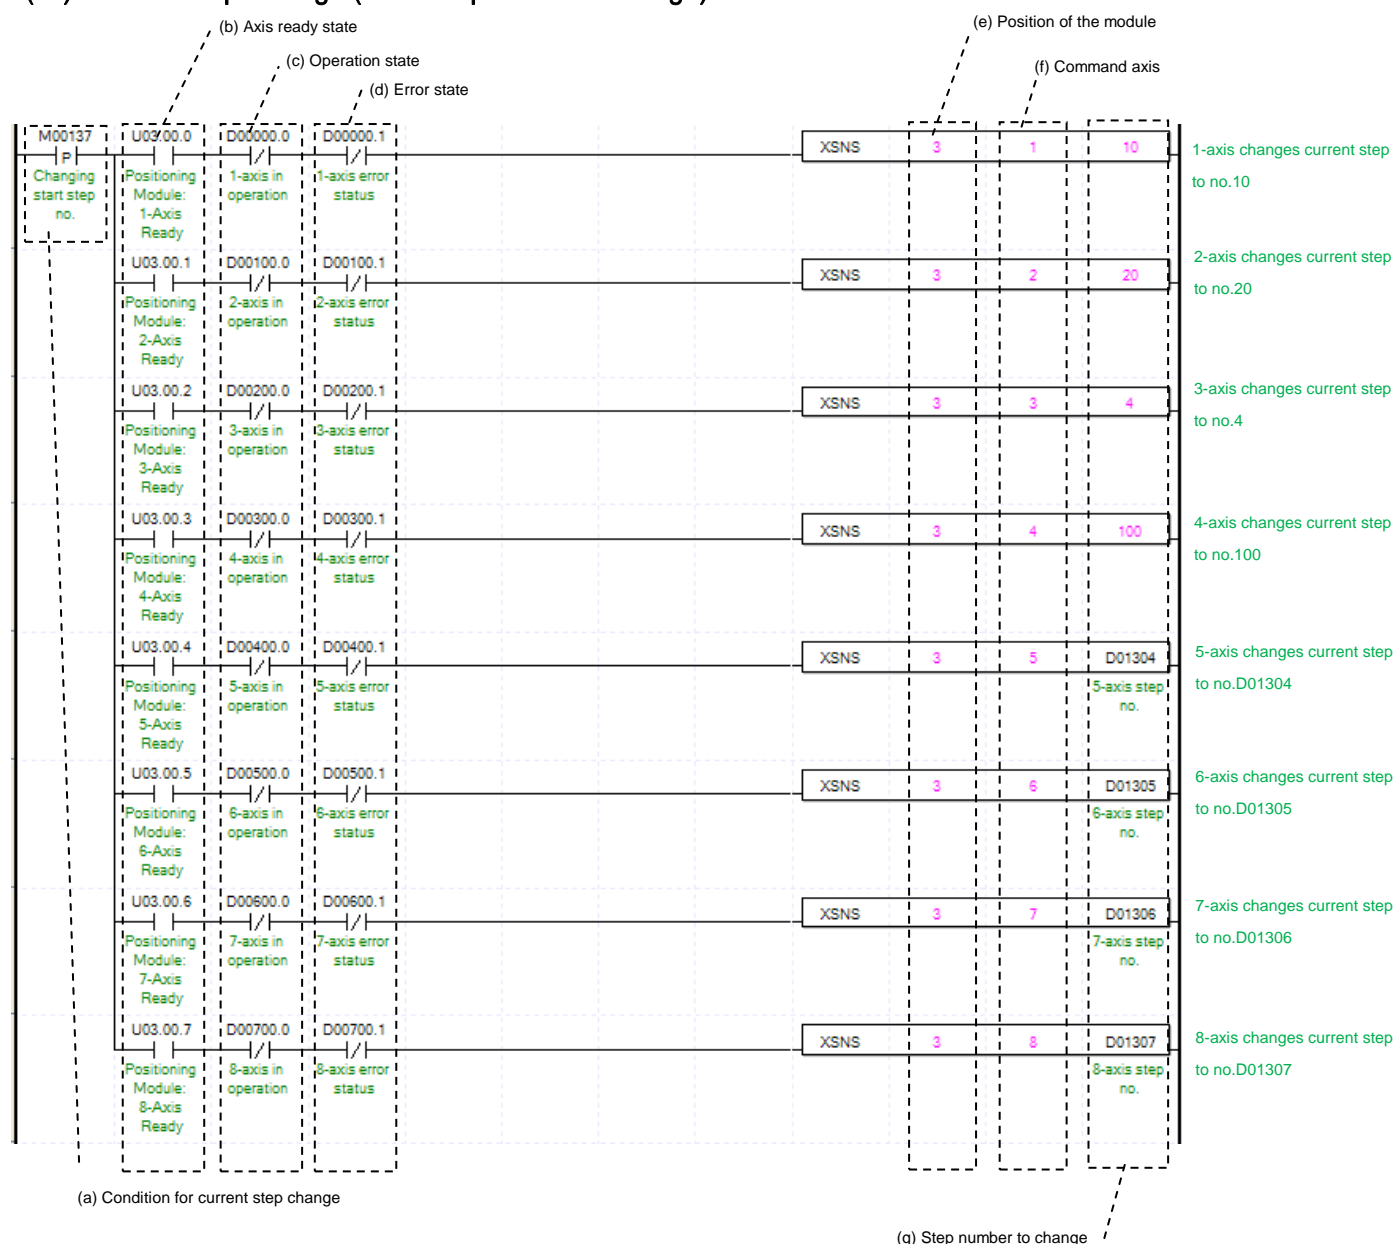 (b) Axis ready state
(e) Position of the module
(c) Operation state
(f) Command axis
(d) Error state
M00137
U03.00.0
D00000.0
D00000.1
P
XSNS
3
1
10
Changing
start step
no.
Positioning
Module:
1-Axis
Ready
1-axis in
operation
1-axis error
status
1-axis changes current step
to no.10
U03.00.1
D00100.0
D00100.1
XSNS
3
2
20
Positioning
Module:
2-Axis
Ready
2-axis in
operation
2-axis error
status
2-axis changes current step
to no.20
U03.00.2
D00200.0
D00200.1
XSNS
3
3
4
Positioning
Module:
3-Axis
Ready
3-axis in
operation
3-axis error
status
3-axis changes current step
to no.4
U03.00.3
D00300.0
D00300.1
XSNS
3
4
100
Positioning
Module:
4-Axis
Ready
4-axis in
operation
4-axis error
status
4-axis changes current step
to no.100
U03.00.4
D00400.0
D00400.1
XSNS
3
5
D01304
Positioning
Module:
5-Axis
Ready
5-axis in
operation
5-axis error
status
5-axis step
no.
5-axis changes current step
to no.D01304
U03.00.5
D00500.0
D00500.1
XSNS
3
6
D01305
Positioning
Module:
6-Axis
Ready
6-axis in
operation
6-axis error
status
6-axis step
no.
6-axis changes current step
to no.D01305
U03.00.6
D00600.0
D00600.1
XSNS
3
7
D01306
Positioning
Module:
7-Axis
Ready
7-axis in
operation
7-axis error
status
7-axis step
no.
7-axis changes current step
to no.D01306
U03.00.7
D00700.0
D00700.1
XSNS
3
8
D01307
Positioning
Module:
8-Axis
Ready
8-axis in
operation
8-axis error
status
8-axis step
no.
8-axis changes current step
to no.D01307
(a) Condition for current step change
(g) Step number to change